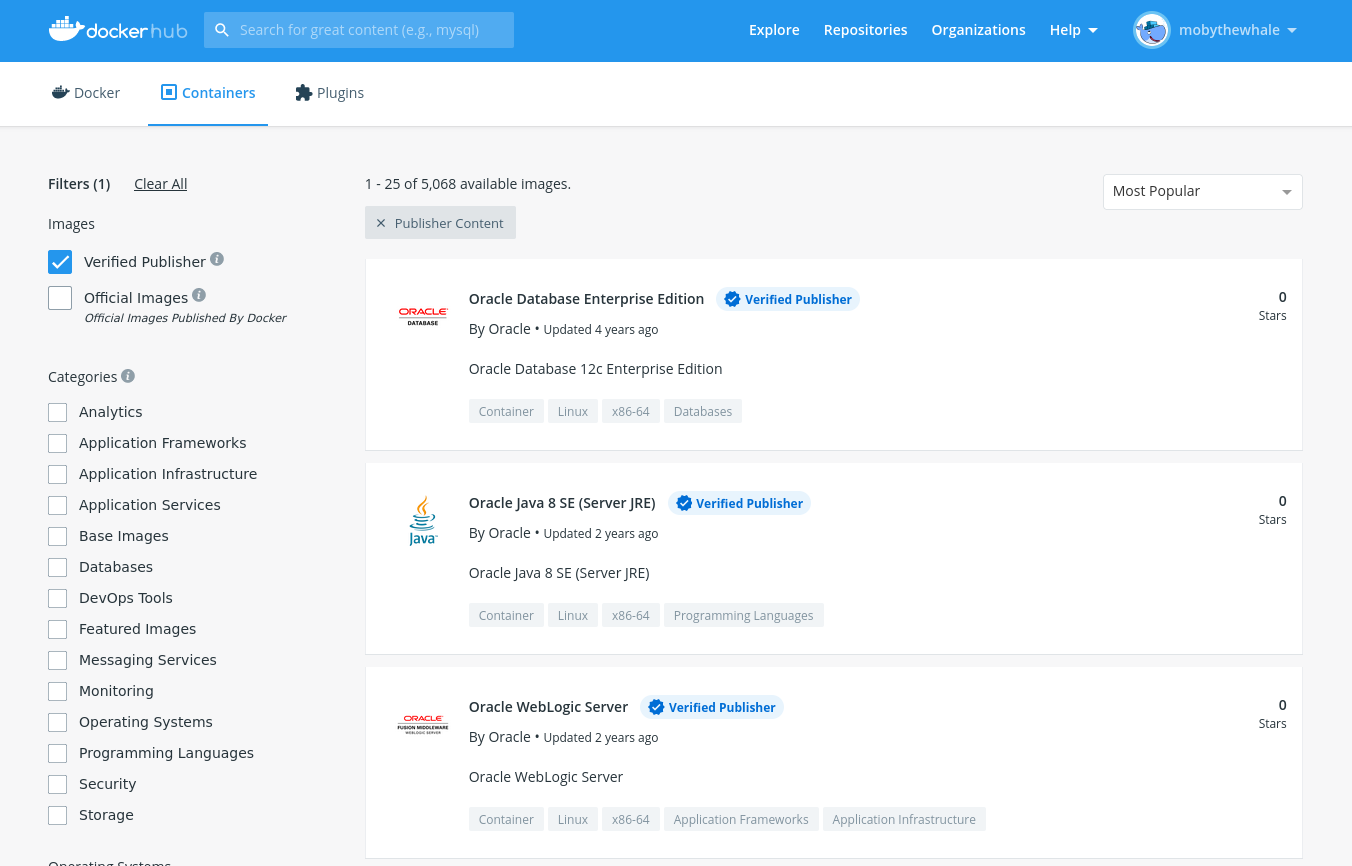 docker hub
Search for great content (e.g., mysql)
Explore
Repositories
Organizations
Help
mobythewhale
Docker
Containers
Plugins
Filters (1)
Clear All
Images
Verified Publisher
Official Images
Official Images Published By Docker
Categories
Analytics
Application Frameworks
Application Infrastructure
Application Services
Base Images
Databases
DevOps Tools
Featured Images
Messaging Services
Monitoring
Operating Systems
Programming Languages
Security
Storage
Operating Systems
1 - 25 of 5,068 available images.
Most Popular
✕ Publisher Content
ORACLE
DATABASE
Oracle Database Enterprise Edition
Verified Publisher
By Oracle • Updated 4 years ago
Oracle Database 12c Enterprise Edition
Container
Linux
x86-64
Databases
0
Stars
Java
Oracle Java 8 SE (Server JRE)
Verified Publisher
By Oracle • Updated 2 years ago
Oracle Java 8 SE (Server JRE)
Container
Linux
x86-64
Programming Languages
0
Stars
ORACLE
FUSION MIDDLEWARE
WEBLOGIC SERVER
Oracle WebLogic Server
Verified Publisher
By Oracle • Updated 2 years ago
Oracle WebLogic Server
Container
Linux
x86-64
Application Frameworks
Application Infrastructure
0
Stars